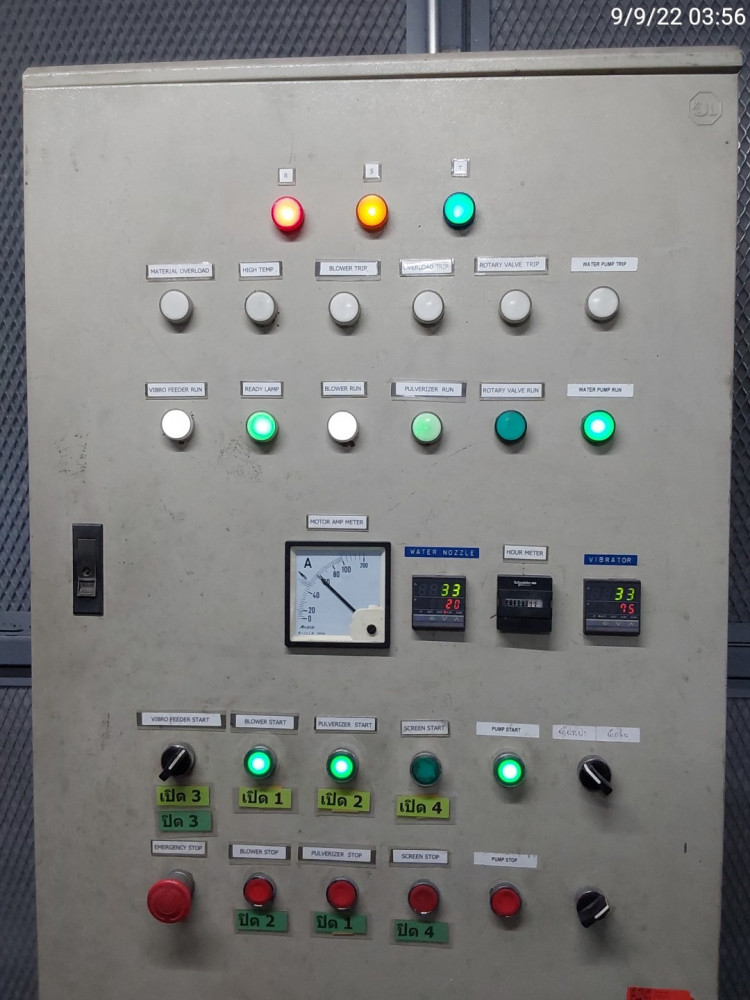 9/9/22 03:56
R
S
T
MATERIAL OVERLOAD
HIGH TEMP.
BLOWER TRIP
OVERLOAD TRIP
ROTARY VALVE TRIP
WATER PUMP TRIP
VIBRO FEEDER RUN
READY LAMP
BLOWER RUN
PULVERIZER RUN
ROTARY VALVE RUN
WATER PUMP RUN
MOTOR AMP METER
WATER NOZZLE
HOUR METER
VIBRATOR
A
200
100
80
40
20
0
33
20
33
75
VIBRO FEEDER START
BLOWER START
PULVERIZER START
SCREEN START
PUMP START
เปิด 3
เปิด 1
เปิด 2
เปิด 4
ปิด 3
EMERGENCY STOP
BLOWER STOP
PULVERIZER STOP
SCREEN STOP
PUMP STOP
ปิด 2
ปิด 1
ปิด 4